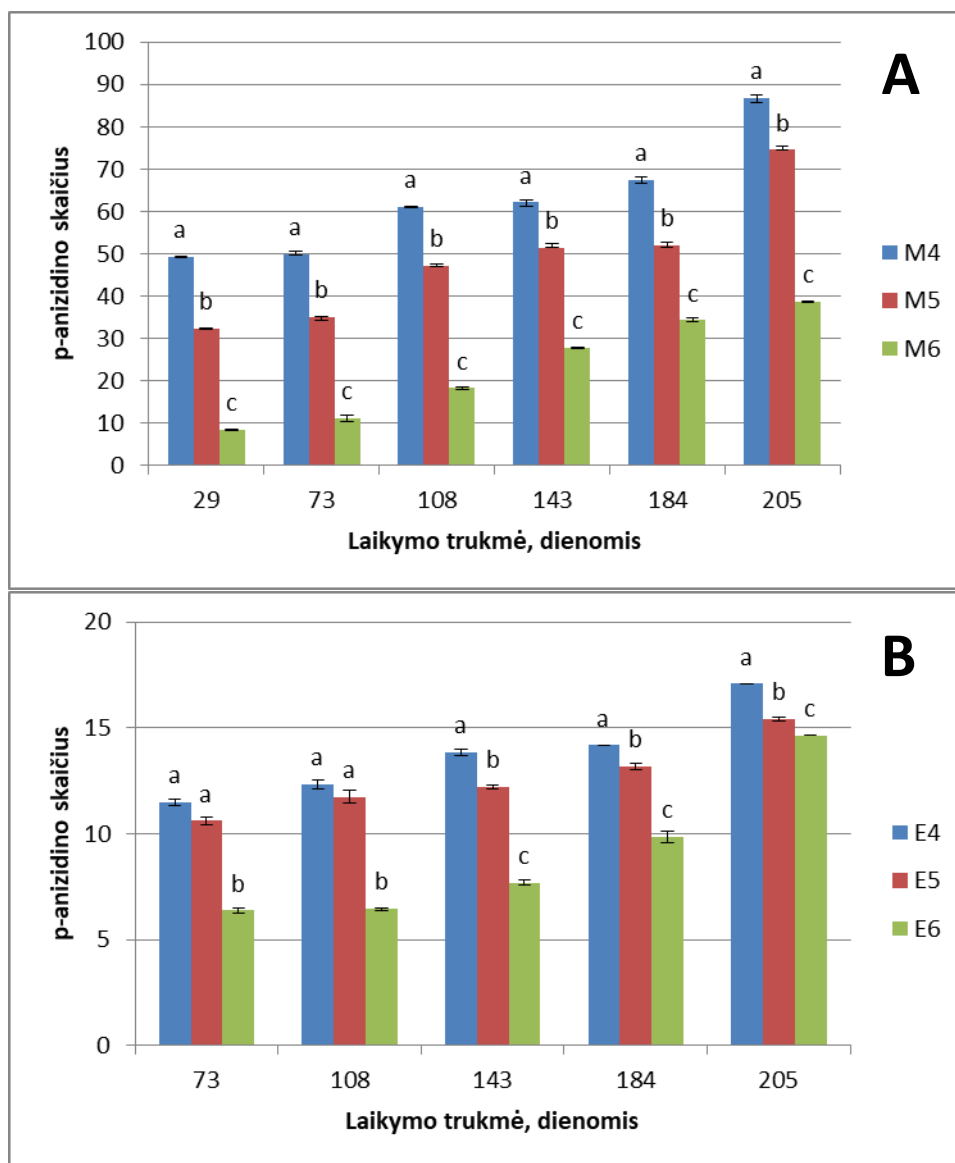 A
p-anizidino skaičius
100
90
80
70
60
50
40
30
20
10
0
a b c
a b c
a b c
a b c
a b c
a b c
29 73 108 143 184 205
Laikymo trukmė, dienomis
M4
M5
M6
B
p-anizidino skaičius
20
15
10
5
0
a a b
a a b
a b c
a b c
a b c
73 108 143 184 205
Laikymo trukmė, dienomis
E4
E5
E6